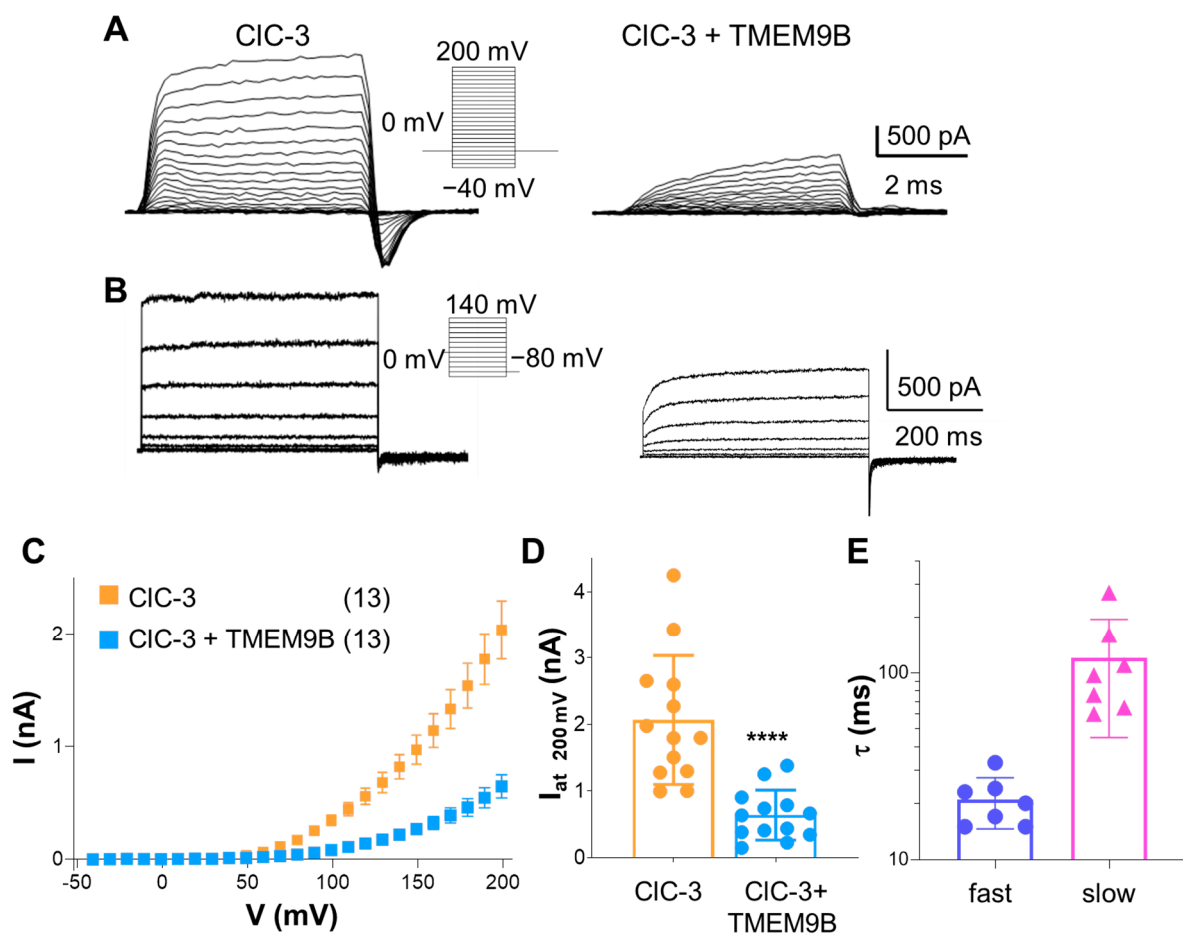 A
ClC-3
ClC-3 + TMEM9B
200 mV
0 mV
−40 mV
500 pA
2 ms
B
140 mV
0 mV
−80 mV
500 pA
200 ms
C
ClC-3 (13)
ClC-3 + TMEM9B (13)
I (nA)
2
1
0
-50
0
50
100
150
200
V (mV)
D
I at 200 mV (nA)
4
3
2
1
0
****
ClC-3
ClC-3+
TMEM9B
E
τ (ms)
100
10
fast
slow